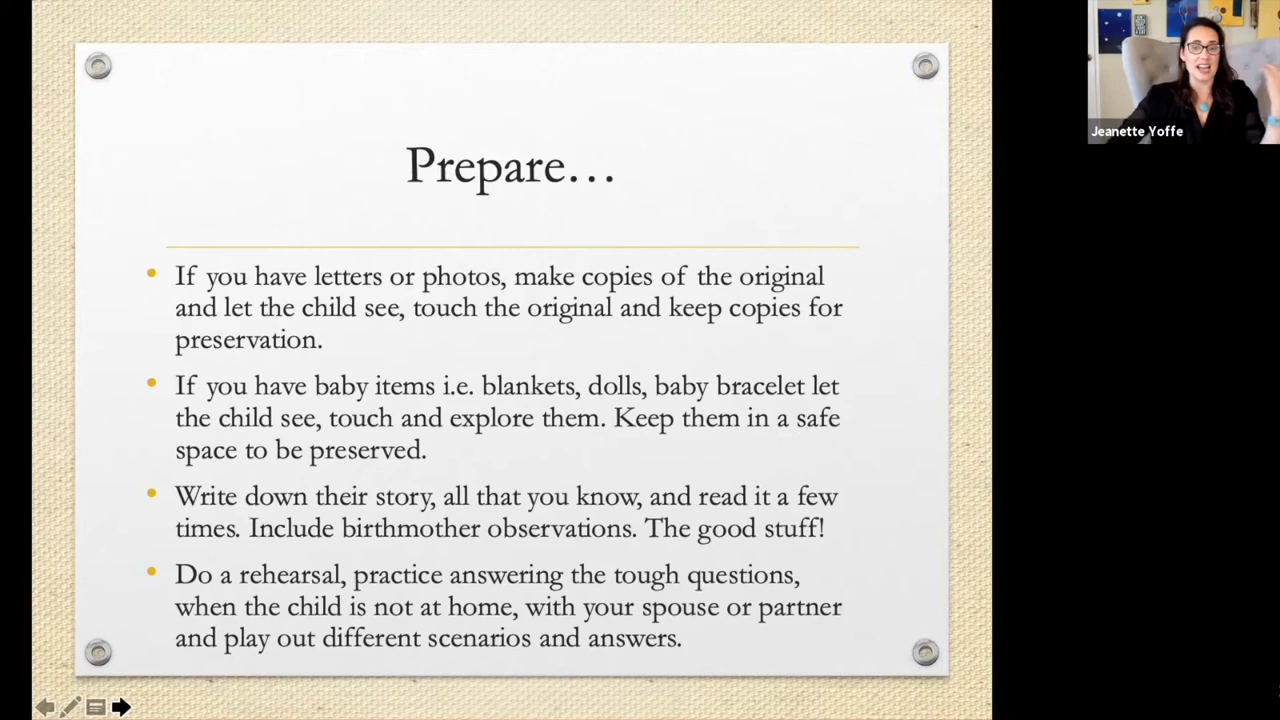 Prepare…
If you have letters or photos, make copies of the original
and let the child see, touch the original and keep copies for
preservation.
If you have baby items i.e. blankets, dolls, baby bracelet let
the child see, touch and explore them. Keep them in a safe
space to be preserved.
Write down their story, all that you know, and read it a few
times. Include birthmother observations. The good stuff!
Do a rehearsal, practice answering the tough questions,
when the child is not at home, with your spouse or partner
and play out different scenarios and answers.
Jeanette Yoffe